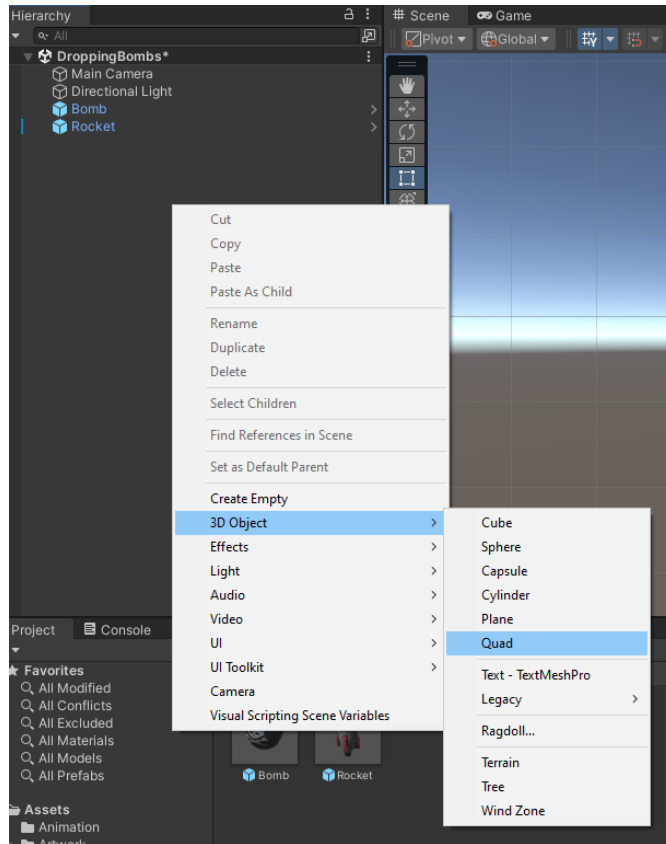 Hierarchy
All
DroppingBombs*
Main Camera
Directional Light
Bomb
Rocket
Scene
Game
Pivot
Global
Cut
Copy
Paste
Paste As Child
Rename
Duplicate
Delete
Select Children
Find References in Scene
Set as Default Parent
Create Empty
3D Object
Effects
Light
Audio
Video
UI
UI Toolkit
Camera
Visual Scripting Scene Variables
Cube
Sphere
Capsule
Cylinder
Plane
Quad
Text - TextMeshPro
Legacy
Ragdoll...
Terrain
Tree
Wind Zone
Project
Console
Favorites
All Modified
All Conflicts
All Excluded
All Materials
All Models
All Prefabs
Assets
Animation
Artwork
Bomb
Rocket